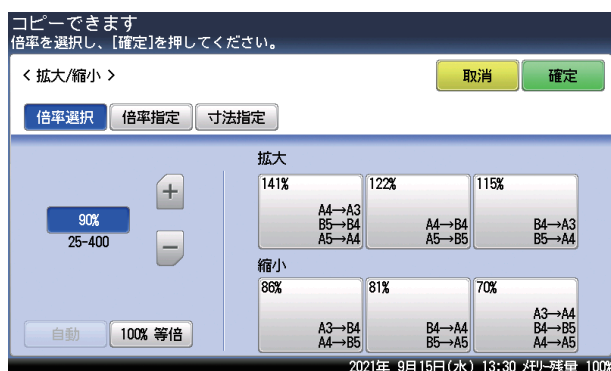 コピーできます
倍率を選択し、[確定]を押してください。
< 拡大/縮小 >
取消
確定
倍率選択
倍率指定
寸法指定
90%
25-400
+
−
自動
100% 等倍
拡大
141%
A4→A3
B5→B4
A5→A4
122%
A4→B4
A5→B5
115%
B4→A3
B5→A4
縮小
86%
A3→B4
A4→B5
81%
B4→A4
B5→A5
70%
A3→A4
B4→B5
A4→A5
2021年 9月15日(水) 13:30 メモリー残量 100%